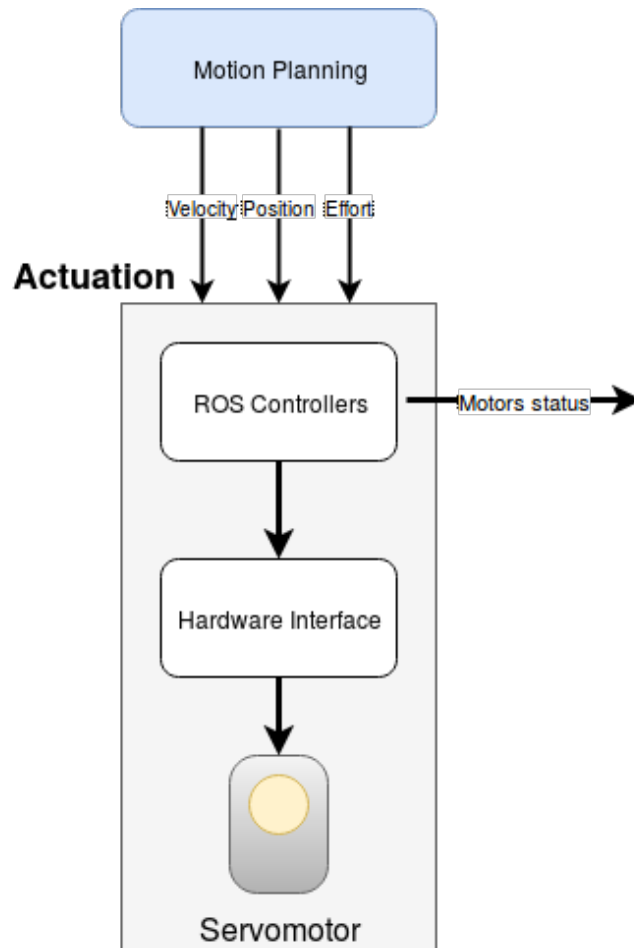 Motion Planning
Velocity Position Effort
Actuation
ROS Controllers
Motors status
Hardware Interface
Servomotor